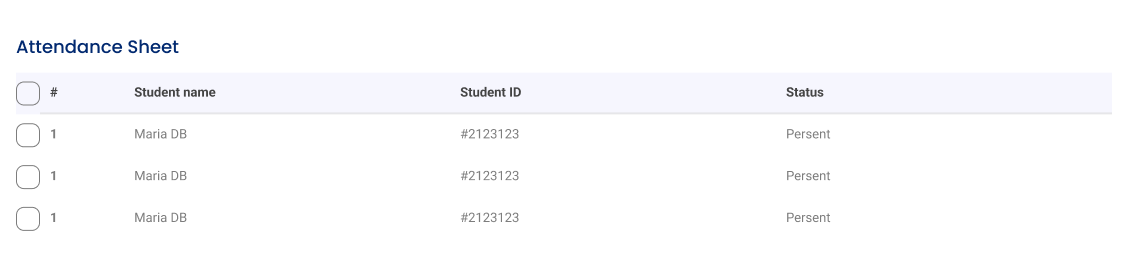 Attendance Sheet
# Student name Student ID Status
1 Maria DB #2123123 Persent
1 Maria DB #2123123 Persent
1 Maria DB #2123123 Persent